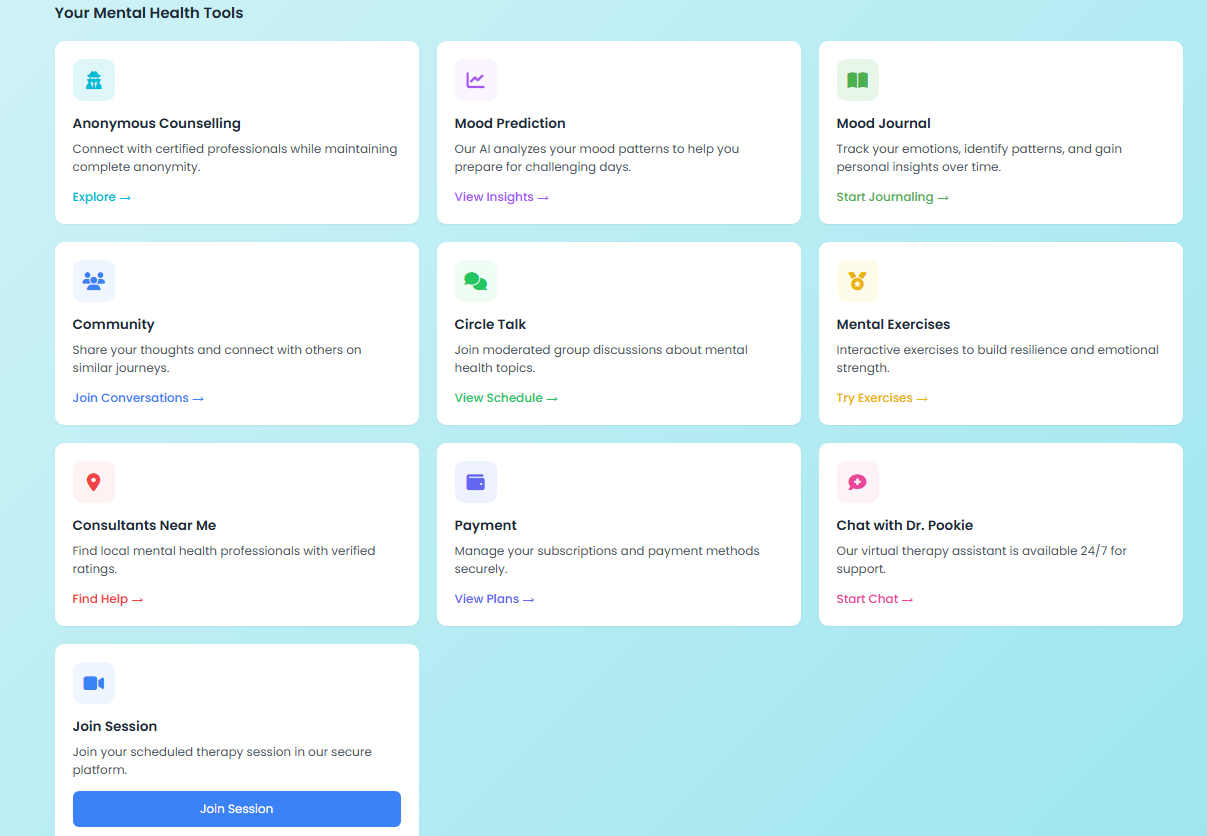 Your Mental Health Tools
Anonymous Counselling
Connect with certified professionals while maintaining
complete anonymity.
Explore →
Mood Prediction
Our AI analyzes your mood patterns to help you
prepare for challenging days.
View Insights →
Mood Journal
Track your emotions, identify patterns, and gain
personal insights over time.
Start Journaling →
Community
Share your thoughts and connect with others on
similar journeys.
Join Conversations →
Circle Talk
Join moderated group discussions about mental
health topics.
View Schedule →
Mental Exercises
Interactive exercises to build resilience and emotional
strength.
Try Exercises →
Consultants Near Me
Find local mental health professionals with verified
ratings.
Find Help →
Payment
Manage your subscriptions and payment methods
securely.
View Plans →
Chat with Dr. Pookie
Our virtual therapy assistant is available 24/7 for
support.
Start Chat →
Join Session
Join your scheduled therapy session in our secure
platform.
Join Session